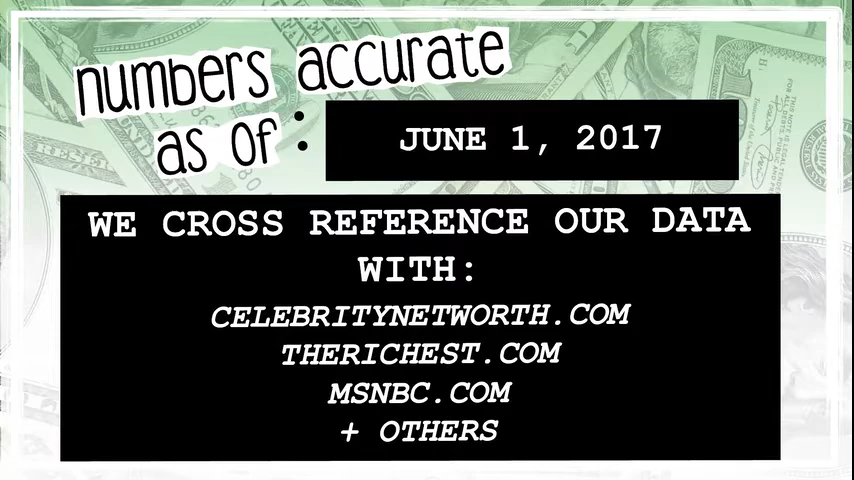 numbers accurate
as of: JUNE 1, 2017
WE CROSS REFERENCE OUR DATA
WITH:
CELEBRITYNETWORTH.COM
THERICHEST.COM
MSNBC.COM
+ OTHERS